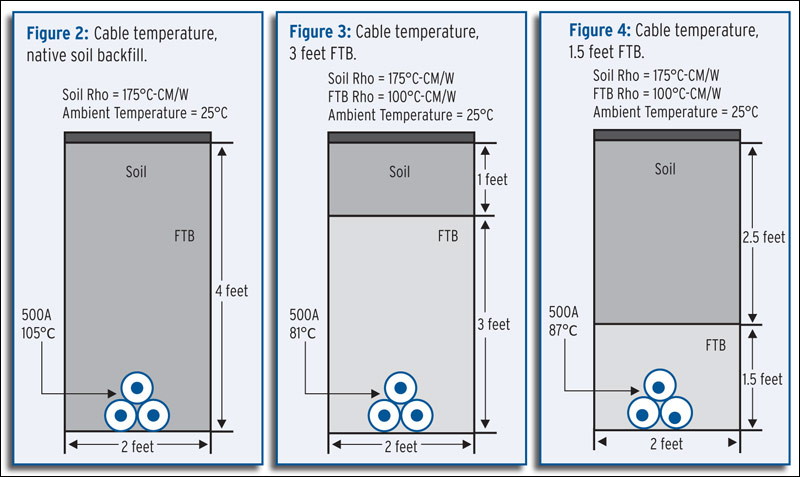 Figure 2: Cable temperature,
native soil backfill.
Soil Rho = 175°C-CM/W
Ambient Temperature = 25°C
Soil
FTB
4 feet
500A
105°C
2 feet
Figure 3: Cable temperature,
3 feet FTB.
Soil Rho = 175°C-CM/W
FTB Rho = 100°C-CM/W
Ambient Temperature = 25°C
Soil
1 feet
FTB
3 feet
500A
81°C
2 feet
Figure 4: Cable temperature,
1.5 feet FTB.
Soil Rho = 175°C-CM/W
FTB Rho = 100°C-CM/W
Ambient Temperature = 25°C
Soil
2.5 feet
500A
87°C
FTB
1.5 feet
2 feet